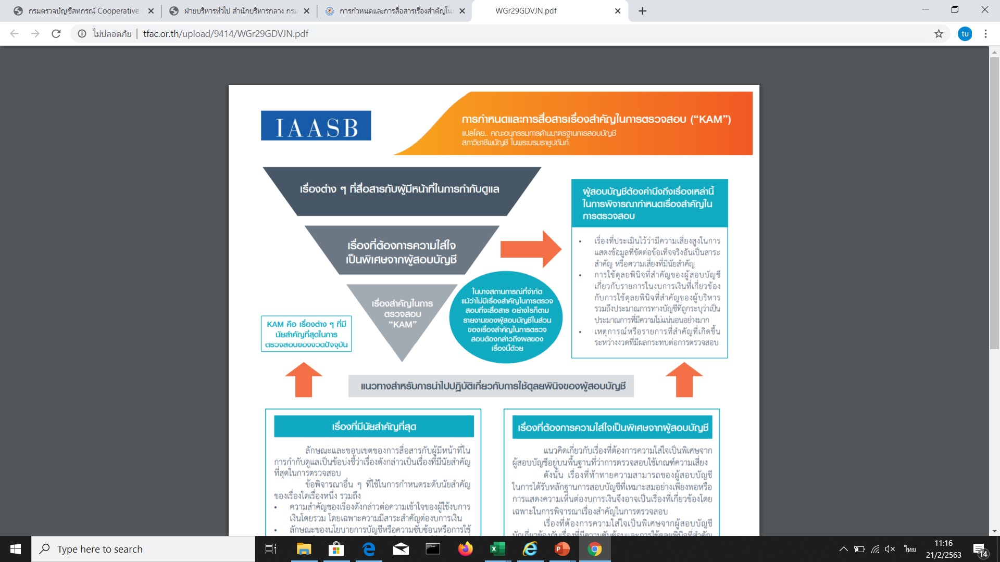 กรมตรวจบัญชีสหกรณ์ Cooperative
ฝ่ายบริหารทั่วไป สำนักบริหารกลาง กรม
การกำหนดและการสื่อสารเรื่องสำคัญใน
WGr29GDVJN.pdf
ไม่ปลอดภัย | tfac.or.th/upload/9414/WGr29GDVJN.pdf
tu
IAASB
การกำหนดและการสื่อสารเรื่องสำคัญในการตรวจสอบ (“KAM”)
แปลโดย.. คณะอนุกรรมการด้านมาตรฐานการสอบบัญชี
สภาวิชาชีพบัญชี ในพระบรมราชูปถัมภ์
เรื่องต่าง ๆ ที่สื่อสารกับผู้มีหน้าที่ในการกำกับดูแล
เรื่องที่ต้องการความใส่ใจ
เป็นพิเศษจากผู้สอบบัญชี
เรื่องสำคัญในการ
ตรวจสอบ
“KAM”
KAM คือ เรื่องต่าง ๆ ที่มี
นัยสำคัญที่สุดในการ
ตรวจสอบของงวดปัจจุบัน
ในบางสถานการณ์ที่จำกัด
แม้ว่าไม่มีเรื่องสำคัญในการตรวจ
สอบที่จะสื่อสาร อย่างไรก็ตาม
รายงานของผู้สอบบัญชีในส่วน
ของเรื่องสำคัญในการตรวจ
สอบต้องกล่าวถึงผลของ
เรื่องนี้ด้วย
ผู้สอบบัญชีต้องคำนึงถึงเรื่องเหล่านี้
ในการพิจารณากำหนดเรื่องสำคัญใน
การตรวจสอบ
• เรื่องที่ประเมินไว้ว่ามีความเสี่ยงสูงในการ
แสดงข้อมูลที่ขัดต่อข้อเท็จจริงอันเป็นสาระ
สำคัญ หรือความเสี่ยงที่มีนัยสำคัญ
• การใช้ดุลยพินิจที่สำคัญของผู้สอบบัญชี
เกี่ยวกับรายการในงบการเงินที่เกี่ยวข้อง
กับการใช้ดุลยพินิจที่สำคัญของผู้บริหาร
รวมถึงประมาณการทางบัญชีที่ถูกระบุว่าเป็น
ประมาณการที่มีความไม่แน่นอนอย่างมาก
• เหตุการณ์หรือรายการที่สำคัญที่เกิดขึ้น
ระหว่างงวดที่มีผลกระทบต่อการตรวจสอบ
แนวทางสำหรับการนำไปปฏิบัติเกี่ยวกับการใช้ดุลยพินิจของผู้สอบบัญชี
เรื่องที่มีนัยสำคัญที่สุด
ลักษณะและขอบเขตของการสื่อสารกับผู้มีหน้าที่ใน
การกำกับดูแลเป็นข้อบ่งชี้ว่าเรื่องดังกล่าวเป็นเรื่องที่มีนัยสำคัญ
ที่สุดในการตรวจสอบ
ข้อพิจารณาอื่น ๆ ที่ใช้ในการกำหนดระดับนัยสำคัญ
ของเรื่องใดเรื่องหนึ่ง รวมถึง
• ความสำคัญของเรื่องดังกล่าวต่อความเข้าใจของผู้ใช้งบการ
เงินโดยรวม โดยเฉพาะความมีสาระสำคัญต่องบการเงิน
• ลักษณะของนโยบายการบัญชีหรือความซับซ้อนหรือการใช้
เรื่องที่ต้องการความใส่ใจเป็นพิเศษจากผู้สอบบัญชี
แนวคิดเกี่ยวกับเรื่องที่ต้องการความใส่ใจเป็นพิเศษจาก
ผู้สอบบัญชีอยู่บนพื้นฐานที่ว่าการตรวจสอบใช้เกณฑ์ความเสี่ยง
ดังนั้น เรื่องที่ท้าทายความสามารถของผู้สอบบัญชี
ในการได้รับหลักฐานการสอบบัญชีที่เหมาะสมอย่างเพียงพอหรือ
การแสดงความเห็นต่องบการเงินจึงอาจเป็นเรื่องที่เกี่ยวข้องโดย
เฉพาะในการพิจารณาเรื่องสำคัญในการตรวจสอบ
เรื่องที่ต้องการความใส่ใจเป็นพิเศษจากผู้สอบบัญชี
มักเกี่ยวข้องกับเรื่องที่มีความซับซ้อนและการใช้ดุลยพินิจที่สำคัญ
Type here to search
ไทย
11:16
21/2/2563
14